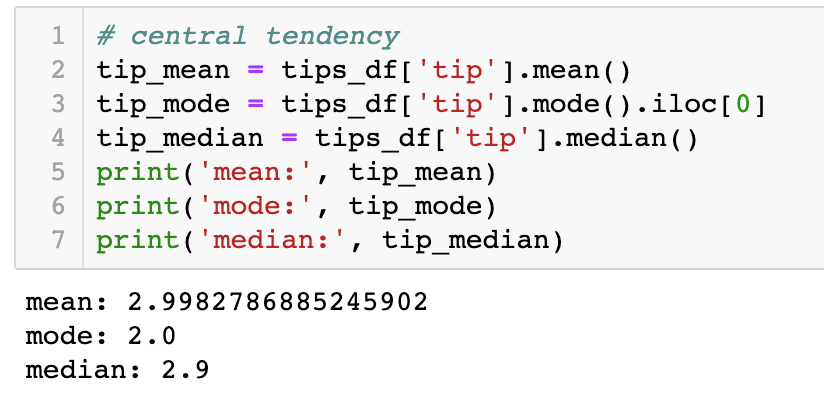 1 # central tendency
2 tip_mean = tips_df['tip'].mean()
3 tip_mode = tips_df['tip'].mode().iloc[0]
4 tip_median = tips_df['tip'].median()
5 print('mean:', tip_mean)
6 print('mode:', tip_mode)
7 print('median:', tip_median)
mean: 2.9982786885245902
mode: 2.0
median: 2.9